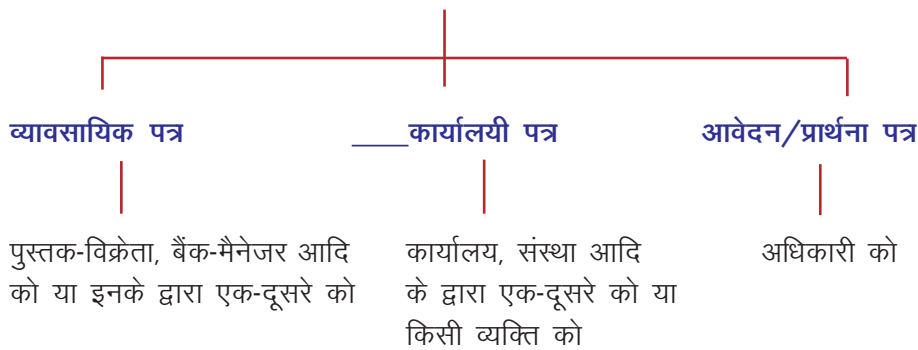 व्यावसायिक पत्र
____कार्यालयी पत्र
आवेदन/प्रार्थना पत्र
पुस्तक-विक्रेता, बैंक-मैनेजर आदि
को या इनके द्वारा एक-दूसरे को
कार्यालय, संस्था आदि
के द्वारा एक-दूसरे को या
किसी व्यक्ति को
अधिकारी को